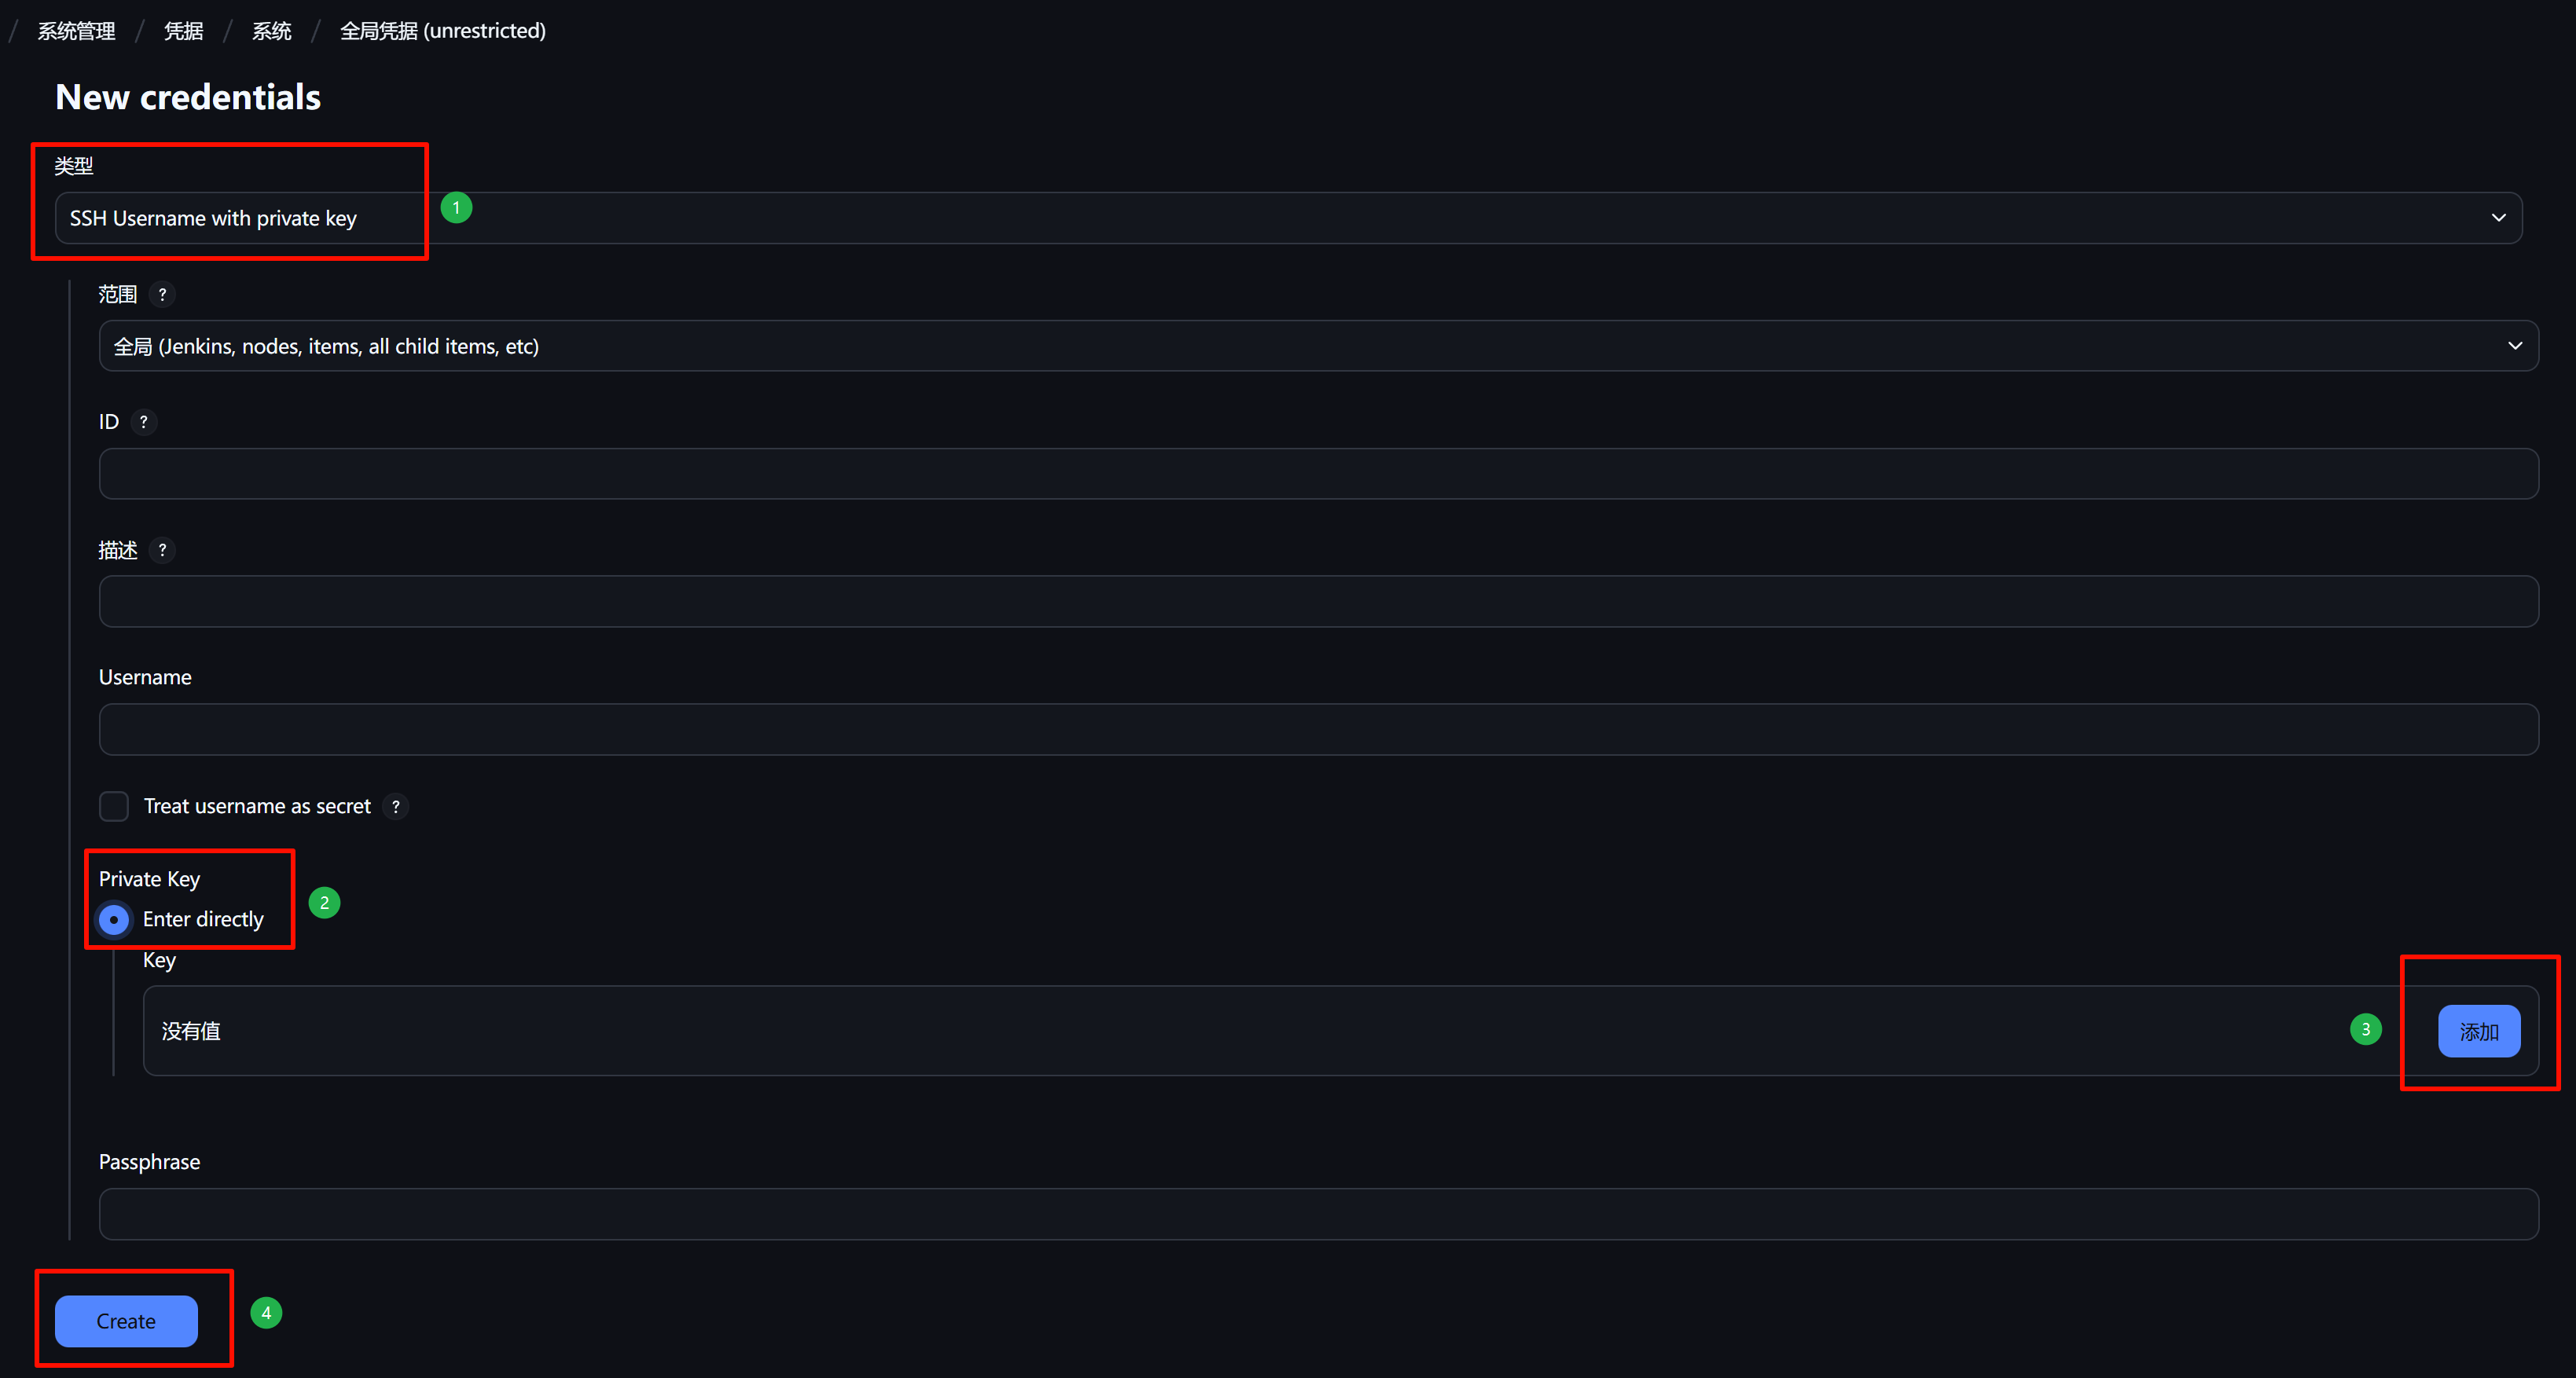 / 系统管理 / 凭据 / 系统 / 全局凭据 (unrestricted)
New credentials
类型
SSH Username with private key
1
范围 ?
全局 (Jenkins, nodes, items, all child items, etc)
ID ?
描述 ?
Username
Treat username as secret ?
Private Key
Enter directly
2
Key
没有值
3
添加
Passphrase
Create
4